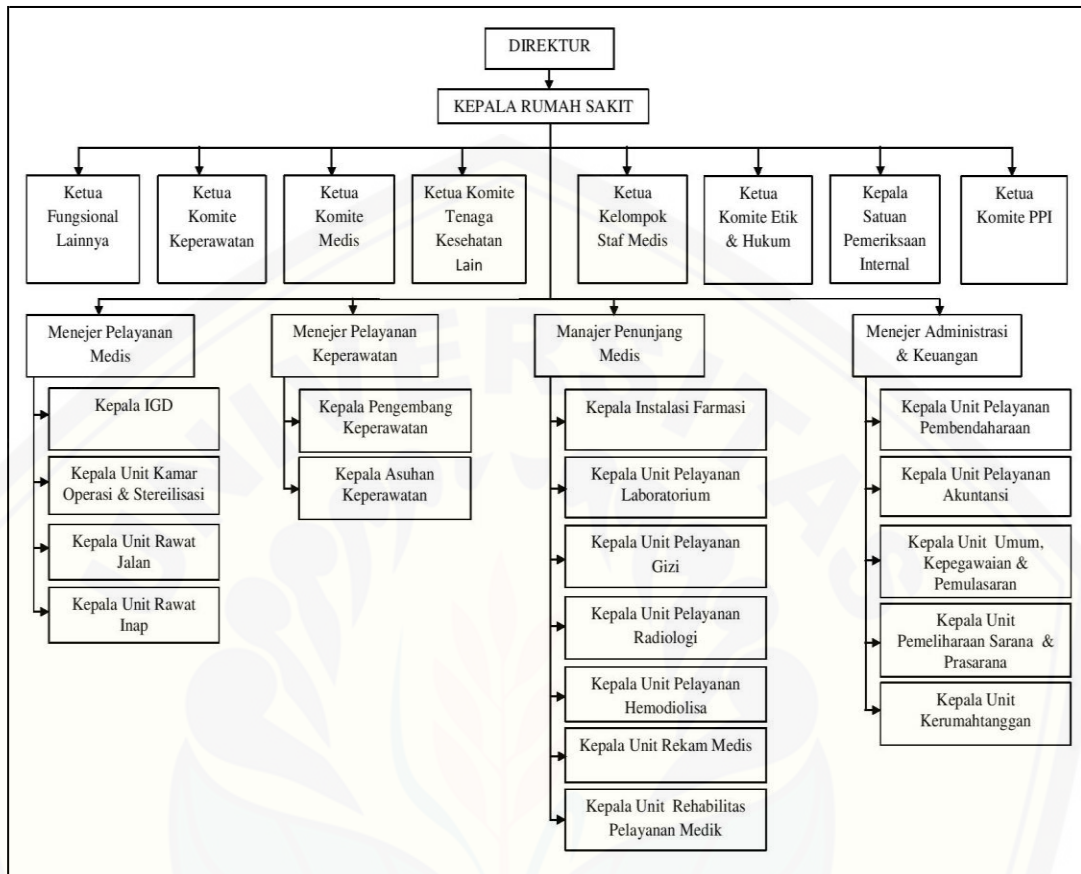 DIREKTUR
KEPALA RUMAH SAKIT
Ketua
Fungsional
Lainnya
Ketua
Komite
Keperawatan
Ketua
Komite
Medis
Ketua Komite
Tenaga
Kesehatan
Lain
Ketua
Kelompok
Staf Medis
Ketua
Komite Etik
& Hukum
Kepala
Satuan
Pemeriksaan
Internal
Ketua
Komite PPI
Menejer Pelayanan
Medis
Kepala IGD
Kepala Unit Kamar
Operasi & Stereilisasi
Kepala Unit Rawat
Jalan
Kepala Unit Rawat
Inap
Menejer Pelayanan
Keperawatan
Kepala Pengembang
Keperawatan
Kepala Asuhan
Keperawatan
Manajer Penunjang
Medis
Kepala Instalasi Farmasi
Kepala Unit Pelayanan
Laboratorium
Kepala Unit Pelayanan
Gizi
Kepala Unit Pelayanan
Radiologi
Kepala Unit Pelayanan
Hemodiolisa
Kepala Unit Rekam Medis
Kepala Unit Rehabilitas
Pelayanan Medik
Menejer Administrasi
& Keuangan
Kepala Unit Pelayanan
Pembendaharaan
Kepala Unit Pelayanan
Akuntansi
Kepala Unit Umum,
Kepegawaian &
Pemulasaran
Kepala Unit
Pemeliharaan Sarana &
Prasarana
Kepala Unit
Kerumahtanggan
UNIVERSITAS